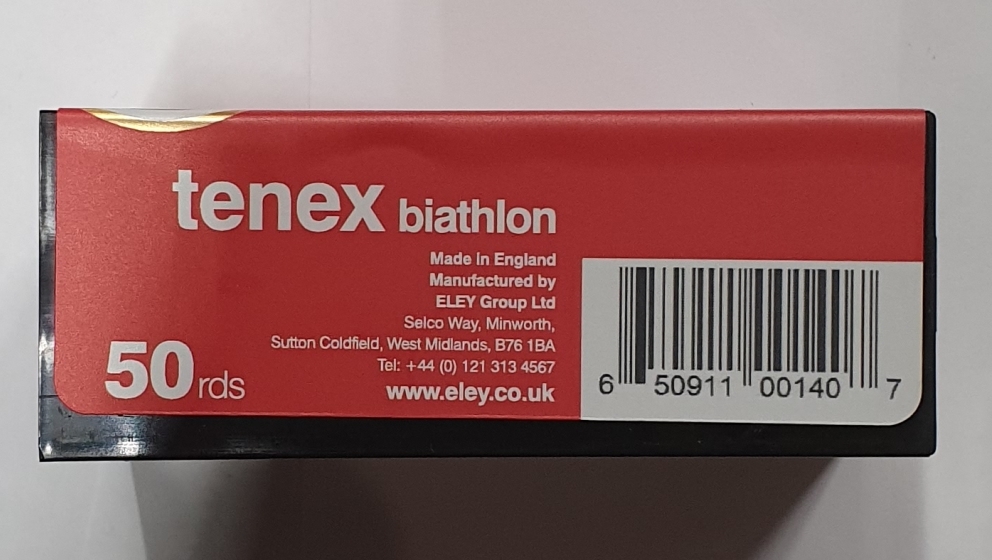 tenex biathlon
Made in England
Manufactured by
ELEY Group Ltd
Selco Way, Minworth,
Sutton Coldfield, West Midlands, B76 1BA
Tel: +44 (0) 121 313 4567
www.eley.co.uk
50 rds
6 50911 00140 7